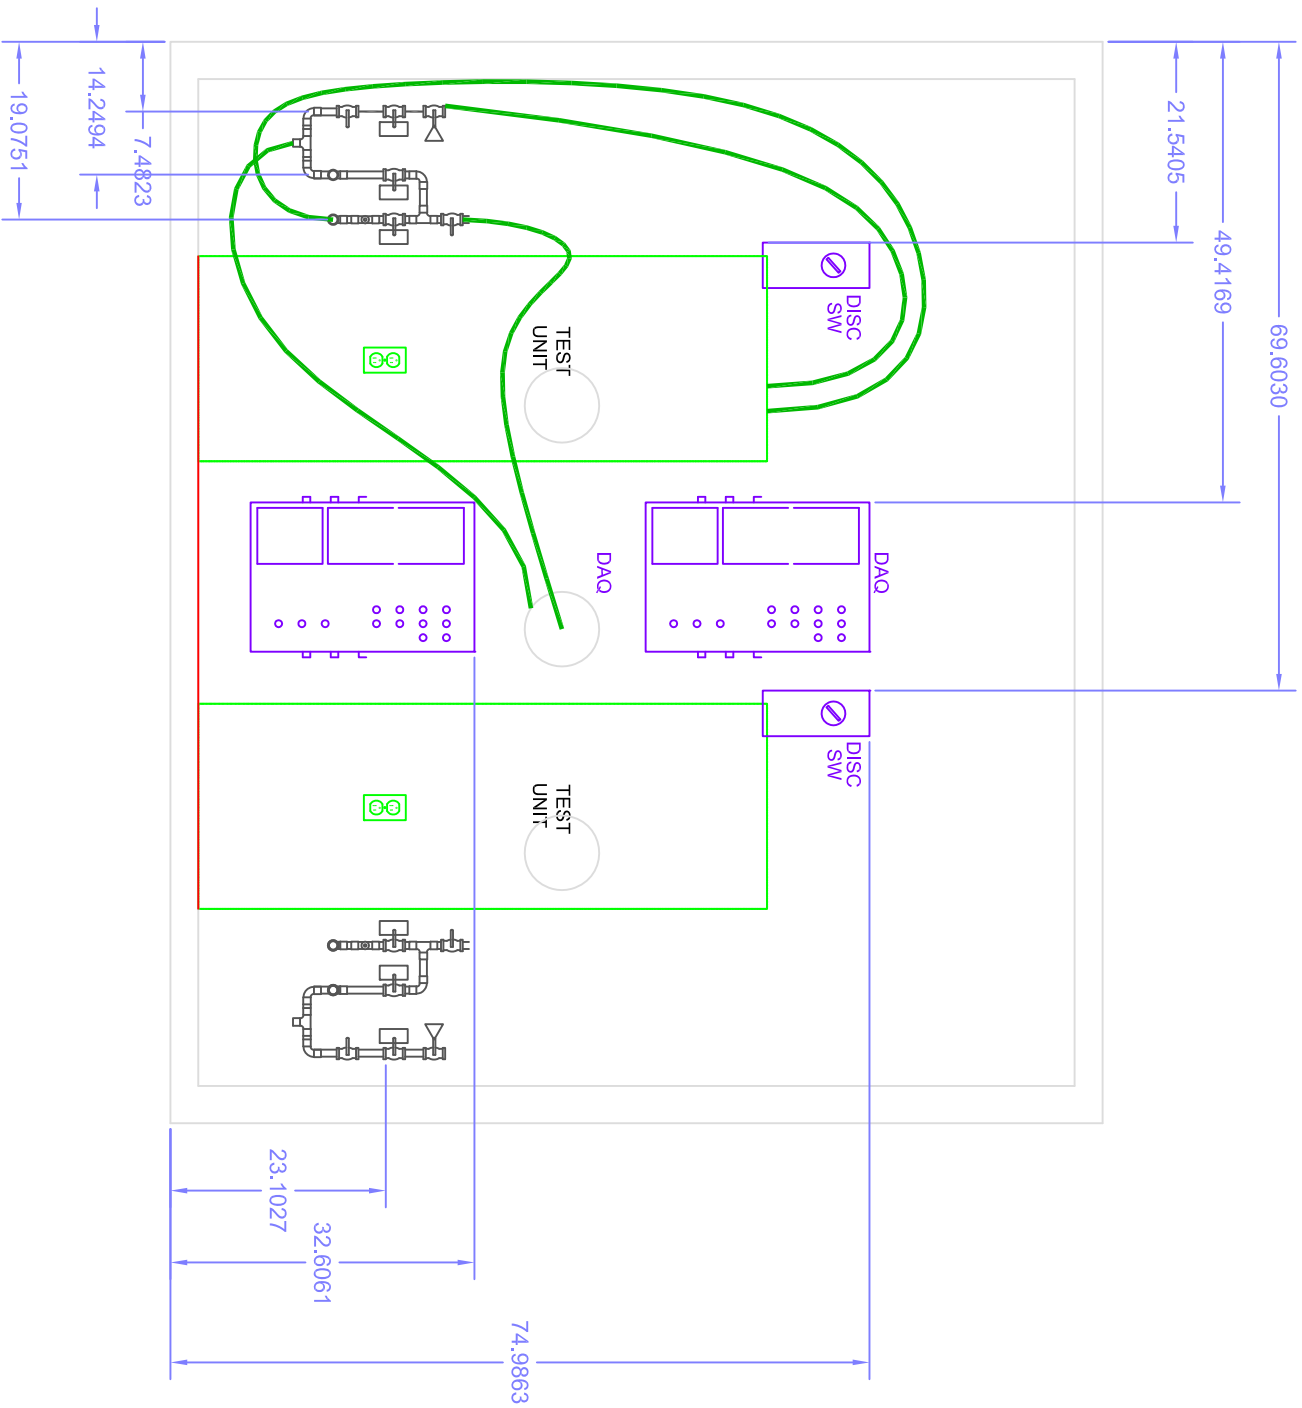 19.0751
14.2494
7.4823
21.5405
49.4169
69.6030
DISC
SW
TEST
UNIT
DAQ
DAQ
DISC
SW
TEST
UNIT
23.1027
32.6061
74.9863